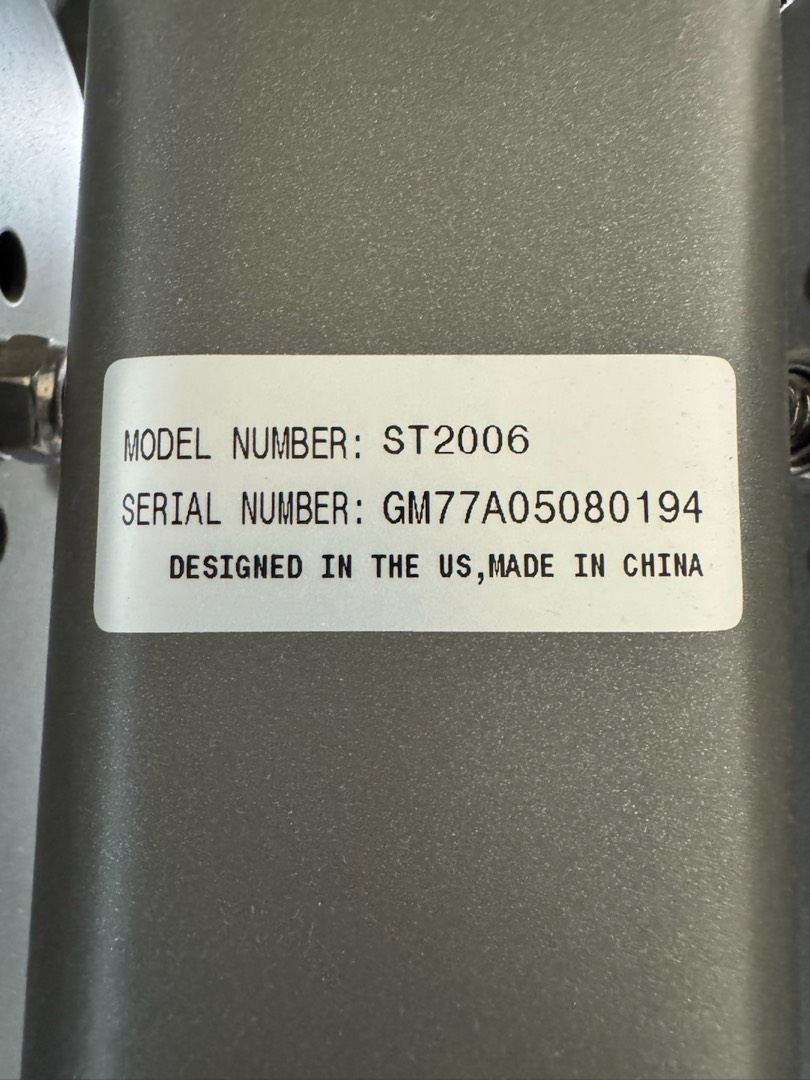 MODEL NUMBER: ST2006
SERIAL NUMBER: GM77A05080194
DESIGNED IN THE US,MADE IN CHINA